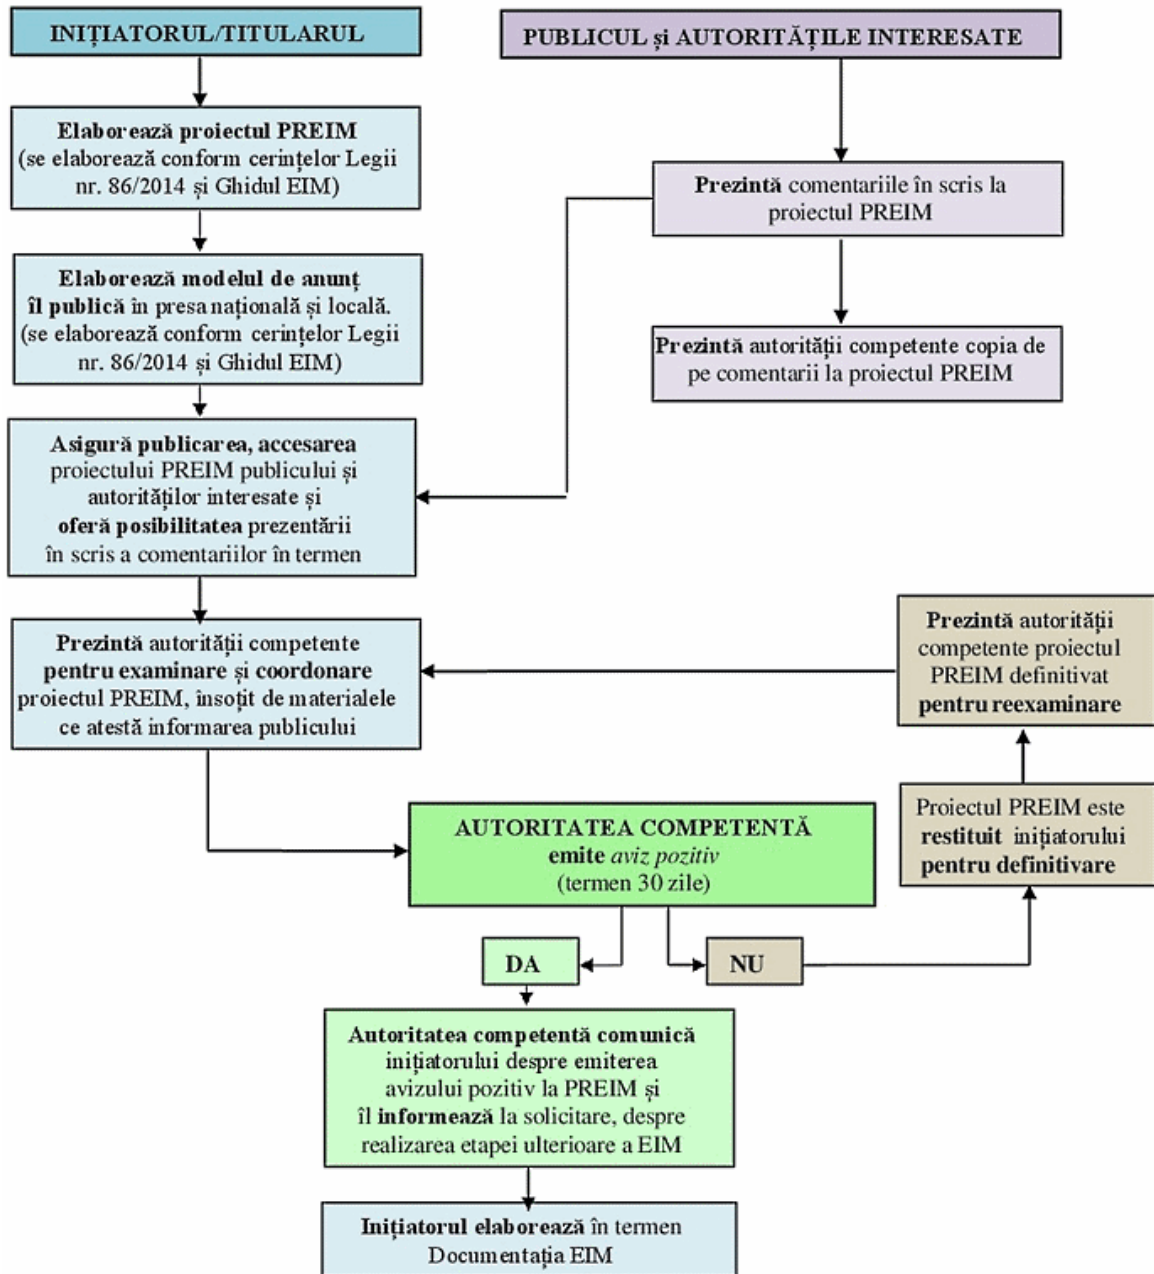 INIȚIATORUL/TITULARUL
PUBLICUL și AUTORITĂȚILE INTERESATE
Elaborează proiectul PREIM
(se elaborează conform cerințelor Legii
nr. 86/2014 și Ghidul EIM)
Prezintă comentariile în scris la
proiectul PREIM
Elaborează modelul de anunț
îl publică în presa națională și locală.
(se elaborează conform cerințelor Legii
nr. 86/2014 și Ghidul EIM)
Prezintă autorității competente copia de
pe comentarii la proiectul PREIM
Asigură publicarea, accesarea
proiectului PREIM publicului și
autorităților interesate și
oferă posibilitatea prezentării
în scris a comentariilor în termen
Prezintă autorității competente
pentru examinare și coordonare
proiectul PREIM, însoțit de materialele
ce atestă informarea publicului
Prezintă autorității
competente proiectul
PREIM definitivat
pentru reexaminare
Proiectul PREIM este
restituit inițiatorului
pentru definitivare
AUTORITATEA COMPETENTĂ
emite aviz pozitiv
(termen 30 zile)
DA
NU
Autoritatea competentă comunică
inițiatorului despre emiterea
avizului pozitiv la PREIM și
îl informează la solicitare, despre
realizarea etapei ulterioare a EIM
Inițiatorul elaborează în termen
Documentația EIM